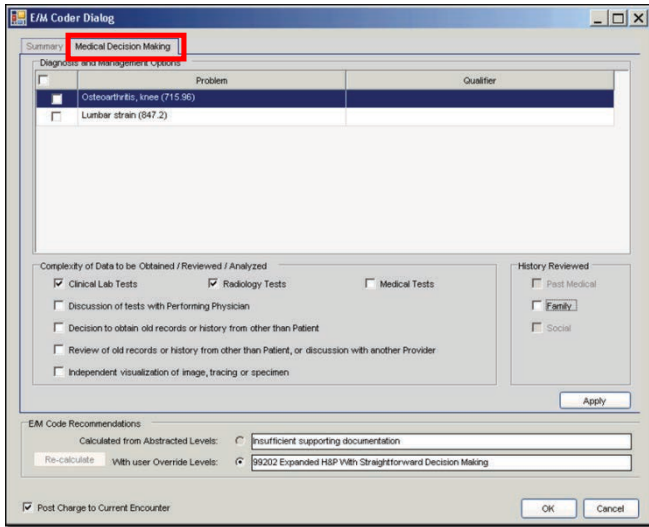 E/M Coder Dialog
Summary Medical Decision Making
Diagnosis and Management Options
Problem Qualifier
Osteoarthritis, knee (715.96)
Lumbar strain (847.2)
Complexity of Data to be Obtained / Reviewed / Analyzed
Clinical Lab Tests Radiology Tests Medical Tests
Discussion of tests with Performing Physician
Decision to obtain old records or history from other than Patient
Review of old records or history from other than Patient, or discussion with another Provider
Independent visualization of image, tracing or specimen
History Reviewed
Past Medical
Family
Social
Apply
E/M Code Recommendations
Calculated from Abstracted Levels: Insufficient supporting documentation
Re-calculate With user Override Levels: 99202 Expanded H&P With Straightforward Decision Making
Post Charge to Current Encounter OK Cancel